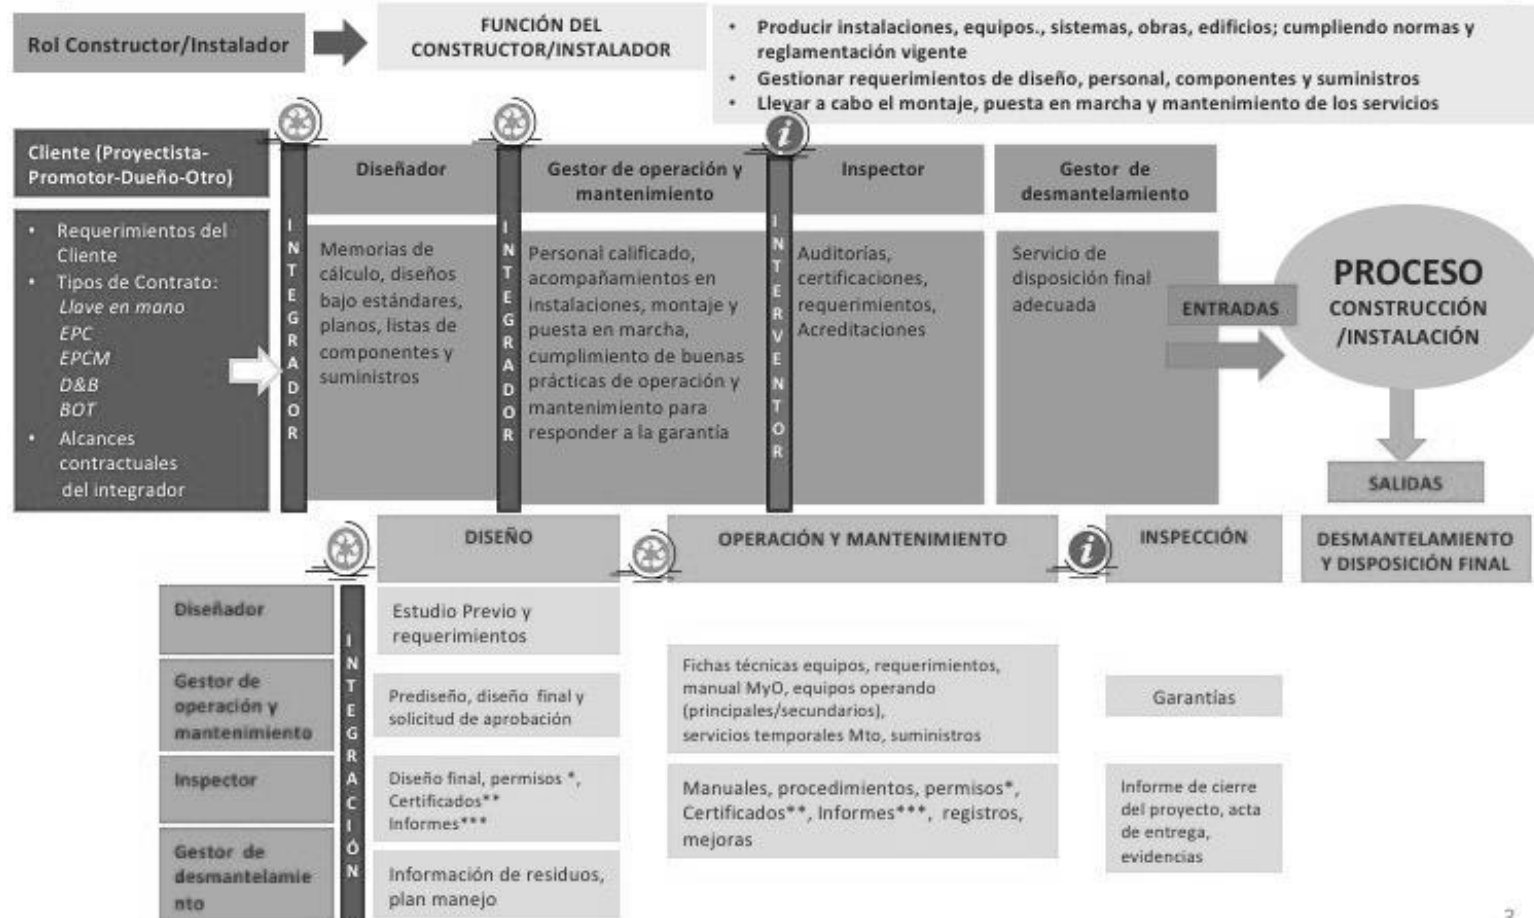 Rol Constructor/Instalador
FUNCIÓN DEL
CONSTRUCTOR/INSTALADOR
• Producir instalaciones, equipos., sistemas, obras, edificios; cumpliendo normas y
reglamentación vigente
• Gestionar requerimientos de diseño, personal, componentes y suministros
• Llevar a cabo el montaje, puesta en marcha y mantenimiento de los servicios
Cliente (Proyectista-
Promotor-Dueño-Otro)
• Requerimientos del
Cliente
• Tipos de Contrato:
Llave en mano
EPC
EPCM
D&B
BOT
• Alcances
contractuales
del integrador
INTEGRADOR
Diseñador
Memorias de
cálculo, diseños
bajo estándares,
planos, listas de
componentes y
suministros
INTEGRADOR
Gestor de operación y
mantenimiento
Personal calificado,
acompañamientos en
instalaciones, montaje y
puesta en marcha,
cumplimiento de buenas
prácticas de operación y
mantenimiento para
responder a la garantía
i
INTERVENTOR
Inspector
Auditorías,
certificaciones,
requerimientos,
Acreditaciones
Gestor de
desmantelamiento
Servicio de
disposición final
adecuada
ENTRADAS
PROCESO
CONSTRUCCIÓN
/INSTALACIÓN
SALIDAS
DISEÑO
OPERACIÓN Y MANTENIMIENTO
i
INSPECCIÓN
DESMANTELAMIENTO
Y DISPOSICIÓN FINAL
Diseñador
Gestor de
operación y
mantenimiento
Inspector
Gestor de
desmantelamie
nto
INTEGRACIÓN
Estudio Previo y
requerimientos
Prediseño, diseño final y
solicitud de aprobación
Diseño final, permisos *,
Certificados**
Informes***
Información de residuos,
plan manejo
Fichas técnicas equipos, requerimientos,
manual MyO, equipos operando
(principales/secundarios),
servicios temporales Mto, suministros
Manuales, procedimientos, permisos*,
Certificados**, Informes***, registros,
mejoras
Garantías
Informe de cierre
del proyecto, acta
de entrega,
evidencias
3